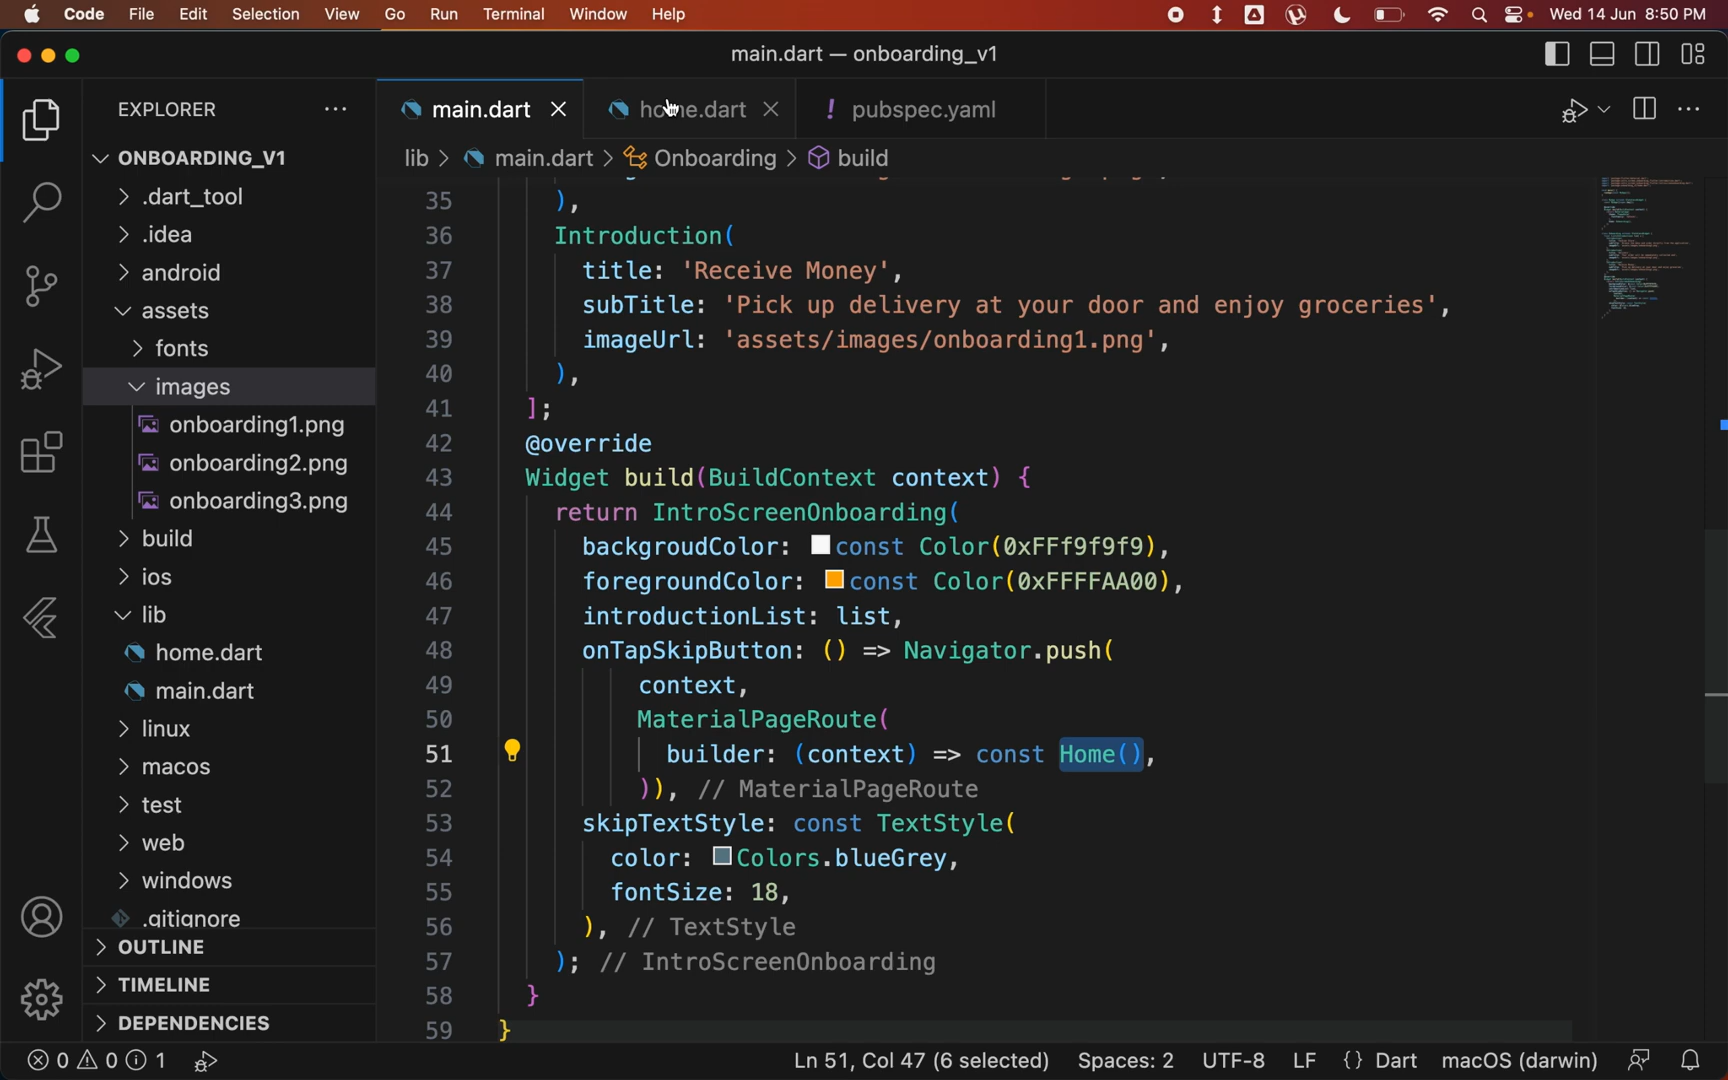 Code File Edit Selection View Go Run Terminal Window Help Wed 14 Jun 8:50 PM
main.dart — onboarding_v1
EXPLORER
main.dart
home.dart
! pubspec.yaml
ONBOARDING_V1
lib > main.dart > Onboarding > build
.dart_tool
.idea
android
assets
fonts
images
onboarding1.png
onboarding2.png
onboarding3.png
build
ios
lib
home.dart
main.dart
linux
macos
test
web
windows
.gitignore
OUTLINE
TIMELINE
DEPENDENCIES
35 ),
36 Introduction(
37 title: 'Receive Money',
38 subTitle: 'Pick up delivery at your door and enjoy groceries',
39 imageUrl: 'assets/images/onboarding1.png',
40 ),
41 ];
42 @override
43 Widget build(BuildContext context) {
44 return IntroScreenOnboarding(
45 backgroudColor: const Color(0xFFf9f9f9),
46 foregroundColor: const Color(0xFFFFAA00),
47 introductionList: list,
48 onTapSkipButton: () => Navigator.push(
49 context,
50 MaterialPageRoute(
51 builder: (context) => const Home(),
52 )), // MaterialPageRoute
53 skipTextStyle: const TextStyle(
54 color: Colors.blueGrey,
55 fontSize: 18,
56 ), // TextStyle
57 ); // IntroScreenOnboarding
58 }
59 }
0 0 1 Ln 51, Col 47 (6 selected) Spaces: 2 UTF-8 LF {} Dart macOS (darwin)